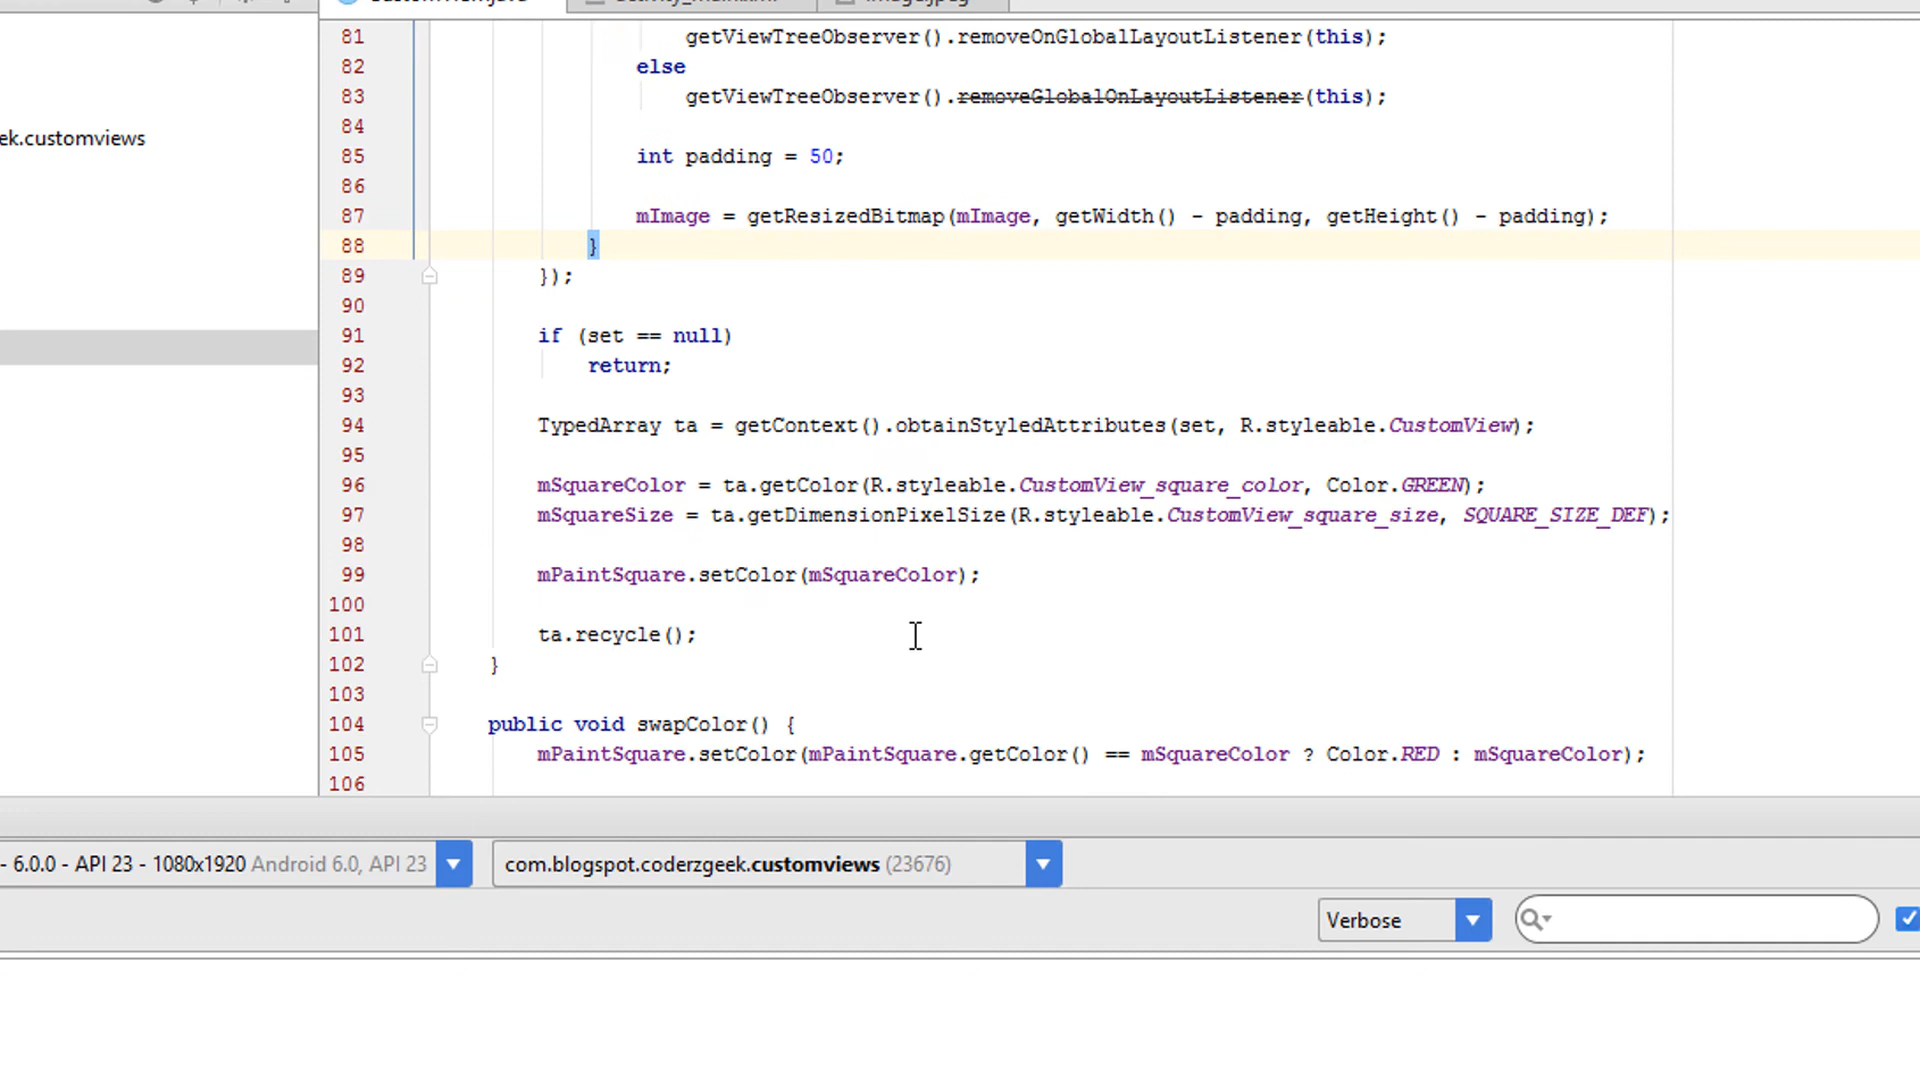 ek.customviews
81 getViewTreeObserver().removeOnGlobalLayoutListener(this);
82 else
83 getViewTreeObserver().removeGlobalOnLayoutListener(this);
84
85 int padding = 50;
86
87 mImage = getResizedBitmap(mImage, getWidth() - padding, getHeight() - padding);
88 }
89 });
90
91 if (set == null)
92 return;
93
94 TypedArray ta = getContext().obtainStyledAttributes(set, R.styleable.CustomView);
95
96 mSquareColor = ta.getColor(R.styleable.CustomView_square_color, Color.GREEN);
97 mSquareSize = ta.getDimensionPixelSize(R.styleable.CustomView_square_size, SQUARE_SIZE_DEF);
98
99 mPaintSquare.setColor(mSquareColor);
100
101 ta.recycle();
102 }
103
104 public void swapColor() {
105 mPaintSquare.setColor(mPaintSquare.getColor() == mSquareColor ? Color.RED : mSquareColor);
106
- 6.0.0 - API 23 - 1080x1920 Android 6.0, API 23
com.blogspot.coderzgeek.customviews (23676)
Verbose